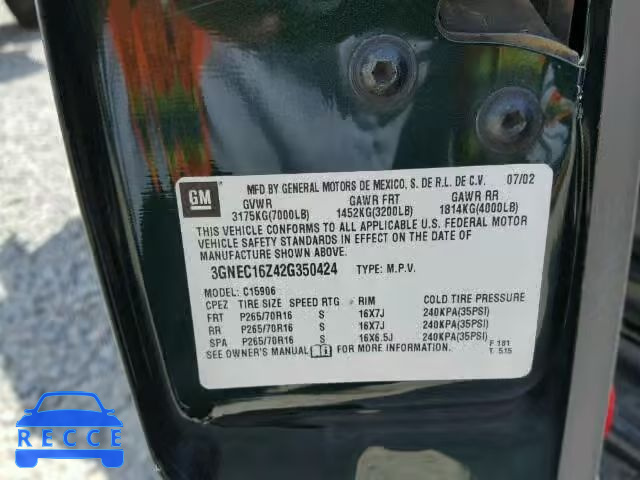 GM
MFD BY GENERAL MOTORS DE MEXICO, S. DE R.L. DE C.V. 07/02
GVWR GAWR FRT GAWR RR
3175KG(7000LB) 1452KG(3200LB) 1814KG(4000LB)
THIS VEHICLE CONFORMS TO ALL APPLICABLE U.S. FEDERAL MOTOR
VEHICLE SAFETY STANDARDS IN EFFECT ON THE DATE OF
MANUFACTURE SHOWN ABOVE.
3GNEC16Z42G350424 TYPE: M.P.V.
MODEL: C15906
CPEZ TIRE SIZE SPEED RTG RIM COLD TIRE PRESSURE
FRT P265/70R16 S 16X7J 240KPA(35PSI)
RR P265/70R16 S 16X7J 240KPA(35PSI)
SPA P265/70R16 S 16X6.5J 240KPA(35PSI)
SEE OWNER'S MANUAL FOR MORE INFORMATION. F 181
T 515
RECCE